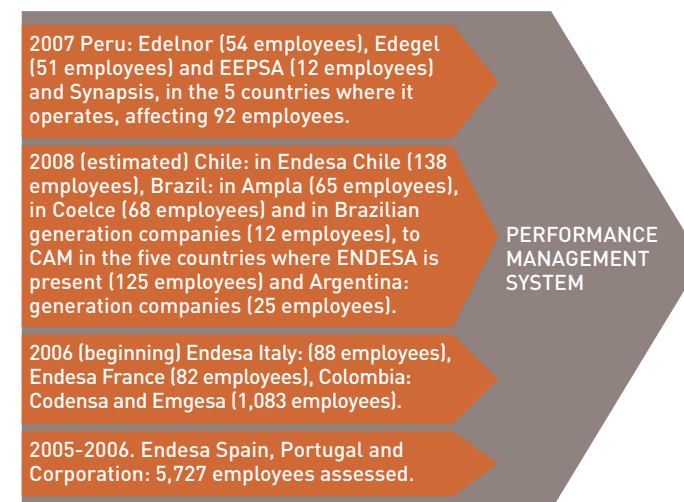 2007 Peru: Edelnor (54 employees), Edegel
(51 employees) and EEPSA (12 employees)
and Synapsis, in the 5 countries where it
operates, affecting 92 employees.
2008 (estimated) Chile: in Endesa Chile (138
employees), Brazil: in Ampla (65 employees),
in Coelce (68 employees) and in Brazilian
generation companies (12 employees), to
CAM in the five countries where ENDESA is
present (125 employees) and Argentina:
generation companies (25 employees).
2006 (beginning) Endesa Italy: (88 employees),
Endesa France (82 employees), Colombia:
Codensa and Emgesa (1,083 employees).
2005-2006. Endesa Spain, Portugal and
Corporation: 5,727 employees assessed.
PERFORMANCE
MANAGEMENT
SYSTEM